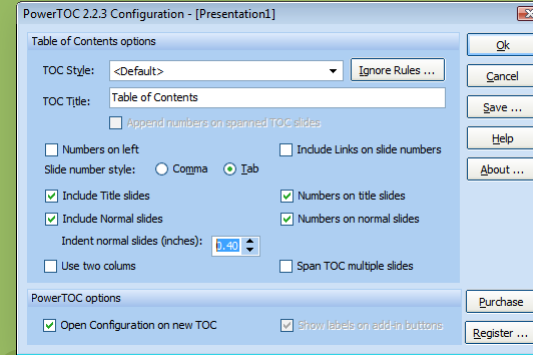 PowerTOC 2.2.3 Configuration - [Presentation1]
Table of Contents options
TOC Style: <Default> Ignore Rules ...
TOC Title: Table of Contents
Append numbers on spanned TOC slides
Numbers on left Include Links on slide numbers
Slide number style: Comma Tab
Include Title slides Numbers on title slides
Include Normal slides Numbers on normal slides
Indent normal slides (inches): 0.40
Use two colums Span TOC multiple slides
PowerTOC options
Open Configuration on new TOC Show labels on add-in buttons
Ok
Cancel
Save ...
Help
About ...
Purchase
Register ...